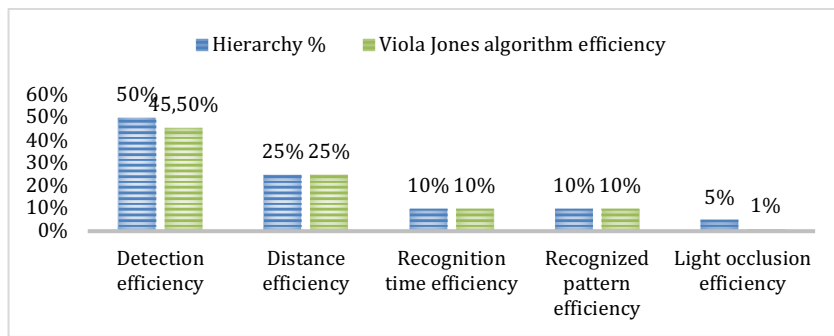 Hierarchy % Viola Jones algorithm efficiency
60%
50%
40%
30%
20%
10%
0%
50% 45,50%
25% 25%
10% 10%
10% 10%
5% 1%
Detection
efficiency
Distance
efficiency
Recognition
time efficiency
Recognized
pattern
efficiency
Light occlusion
efficiency